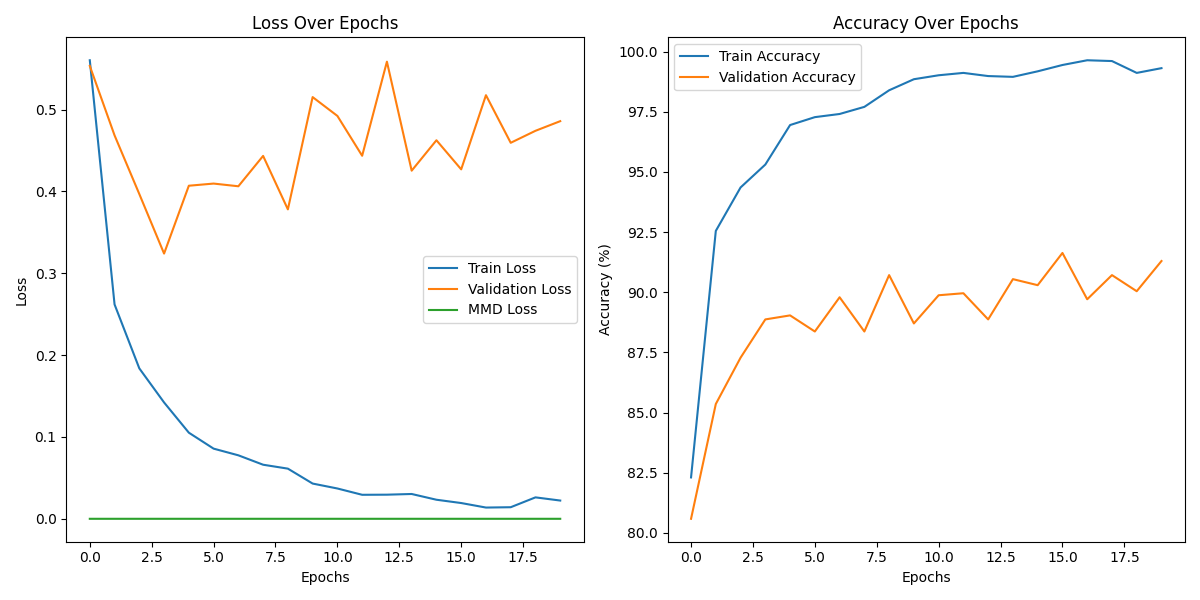 Loss Over Epochs
Loss
0.5
0.4
0.3
0.2
0.1
0.0
Train Loss
Validation Loss
MMD Loss
0.0 2.5 5.0 7.5 10.0 12.5 15.0 17.5
Epochs
Accuracy Over Epochs
Accuracy (%)
100.0
97.5
95.0
92.5
90.0
87.5
85.0
82.5
80.0
Train Accuracy
Validation Accuracy
0.0 2.5 5.0 7.5 10.0 12.5 15.0 17.5
Epochs